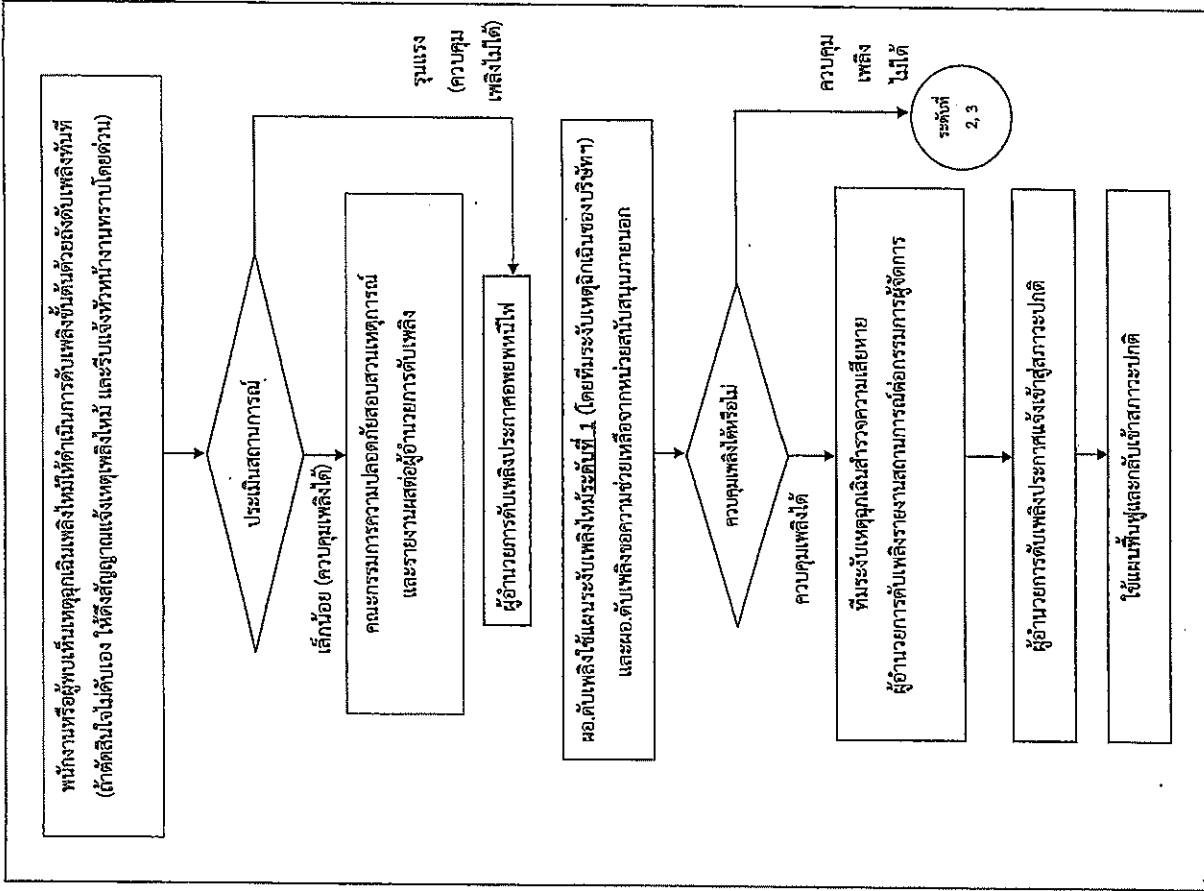 พนักงานหรือผู้พบเห็นเหตุฉุกเฉินเพลิงไหม้ให้ดำเนินการดับเพลิงขั้นต้นด้วยถังดับเพลิงทันที
(ถ้าตัดสินใจไม่ดับเอง ให้ดึงสัญญาณแจ้งเหตุเพลิงไหม้ และรีบแจ้งหัวหน้างานทราบโดยด่วน)
ประเมินสถานการณ์
รุนแรง
(ควบคุม
เพลิงไม่ได้)
เล็กน้อย (ควบคุมเพลิงได้)
คณะกรรมการความปลอดภัยสอบสวนเหตุการณ์
และรายงานผลต่อผู้อำนวยการดับเพลิง
ผู้อำนวยการดับเพลิงประกาศอพยพหนีไฟ
ผอ.ดับเพลิงใช้แผนระงับเพลิงไหม้ระดับที่ 1 (โดยทีมระงับเหตุฉุกเฉินของบริษัทฯ)
และผอ.ดับเพลิงขอความช่วยเหลือจากหน่วยสนับสนุนภายนอก
ควบคุมเพลิงได้หรือไม่
ควบคุม
เพลิง
ไม่ได้
ระดับที่
2, 3
ควบคุมเพลิงได้
ทีมระงับเหตุฉุกเฉินสำรวจความเสียหาย
ผู้อำนวยการดับเพลิงรายงานสถานการณ์ต่อกรรมการผู้จัดการ
ผู้อำนวยการดับเพลิงประกาศแจ้งเข้าสู่สภาวะปกติ
ใช้แผนฟื้นฟูและกลับเข้าสภาวะปกติ